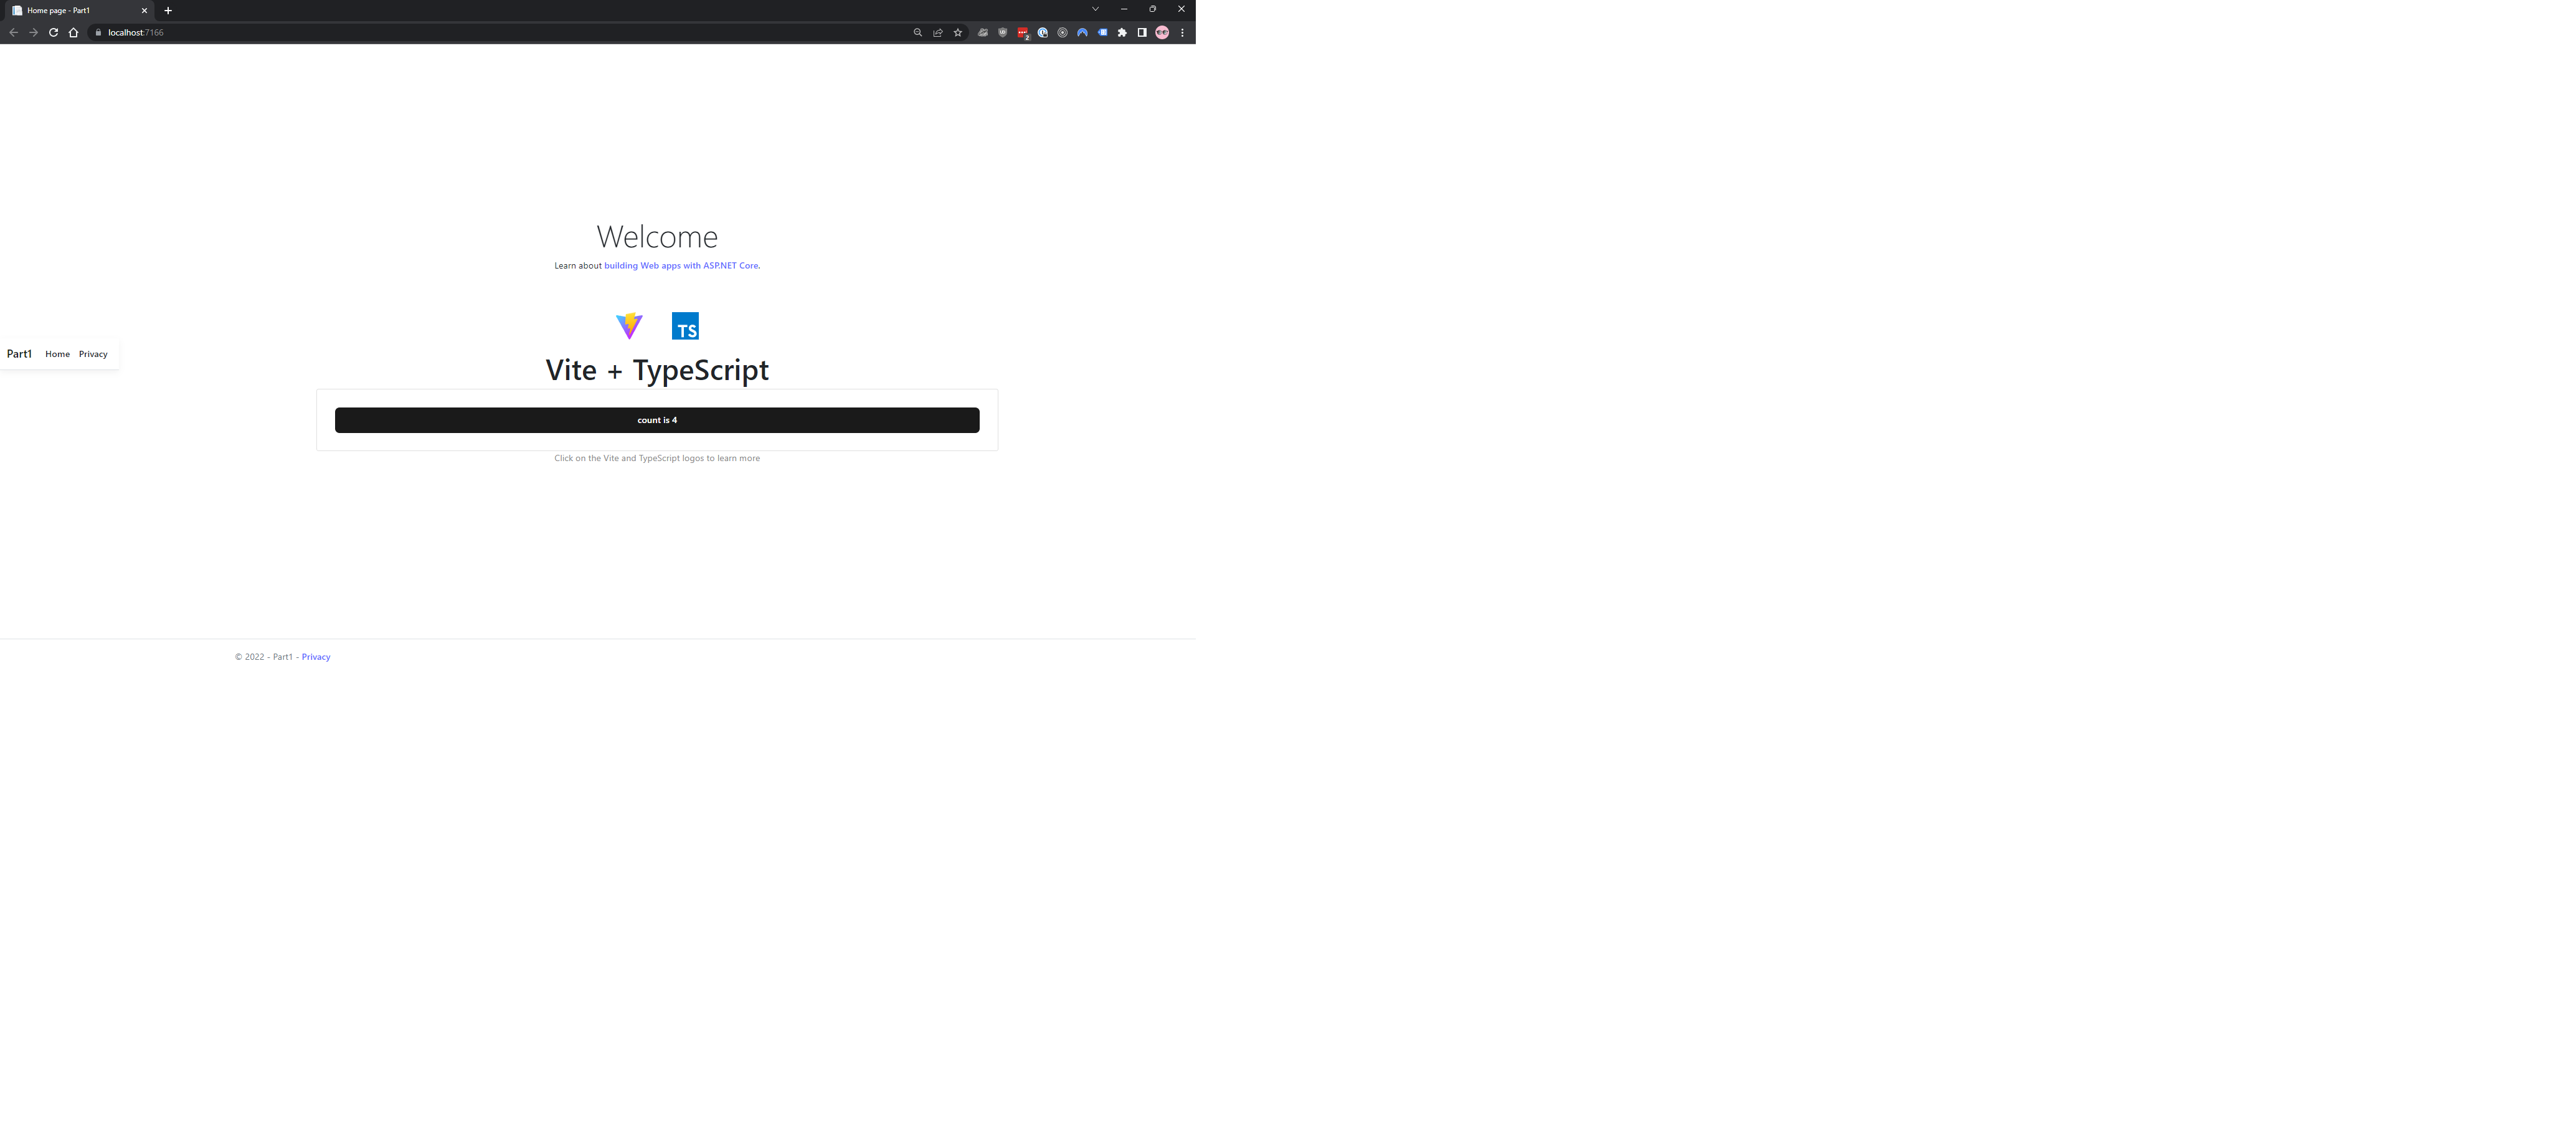 Home page - Part1
localhost:7166
2
Welcome
Learn about building Web apps with ASP.NET Core.
TS
Part1 Home Privacy
Vite + TypeScript
count is 4
Click on the Vite and TypeScript logos to learn more
© 2022 - Part1 - Privacy